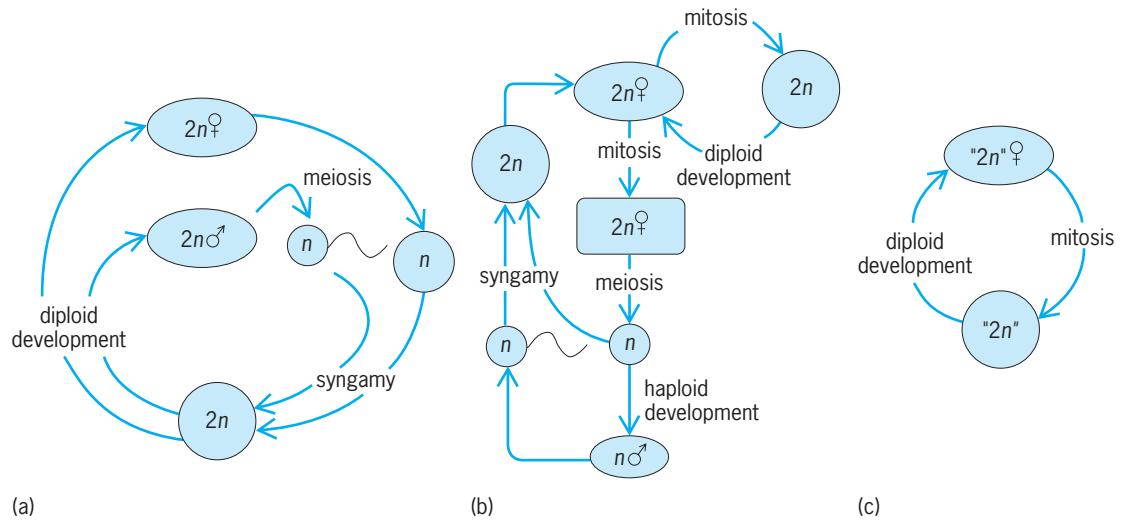 2n♀
meiosis
2n♂
n
n
diploid
development
syngamy
2n
(a)
mitosis
2n♀
2n
2n
mitosis
diploid
development
2n♀
syngamy
meiosis
n
n
haploid
development
n♂
(b)
"2n"♀
diploid
development
mitosis
"2n"
(c)